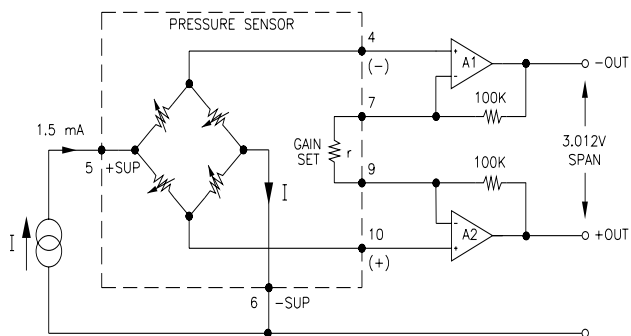 PRESSURE SENSOR
4
(-)
+
A1
-
-OUT
7
100K
1.5 mA
GAIN
SET
r
3.012V
SPAN
5
+SUP
I
9
100K
I
-
A2
+
10
(+)
+OUT
6
-SUP